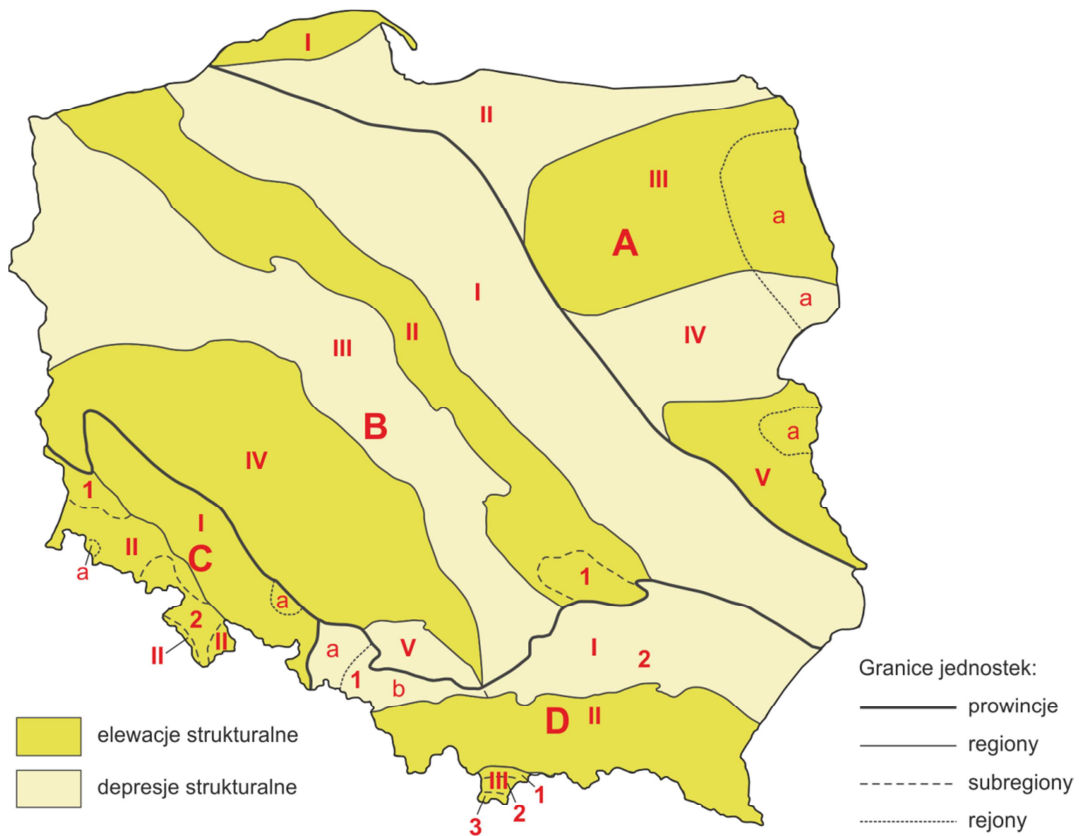 I
II
III
A
a
I
a
II
IV
III
B
a
IV
V
1
I
II
C
a
1
a
2
V
I
2
II
II
a
1
b
D
II
III
1
2
3
Granice jednostek:
prowincje
regiony
subregiony
rejony
elewacje strukturalne
depresje strukturalne